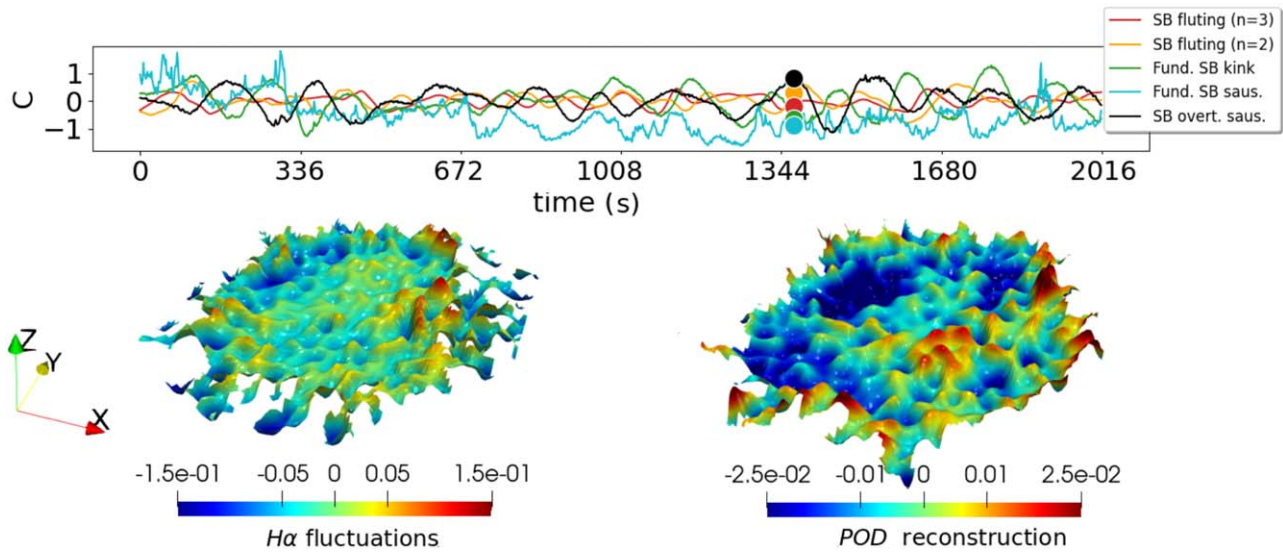 SB fluting (n=3)
SB fluting (n=2)
Fund. SB kink
Fund. SB saus.
SB overt. saus.
C
1
0
−1
0 336 672 1008 1344 1680 2016
time (s)
Z
Y
X
-1.5e-01 -0.05 0 0.05 1.5e-01
Hα fluctuations
-2.5e-02 -0.01 0 0.01 2.5e-02
POD reconstruction